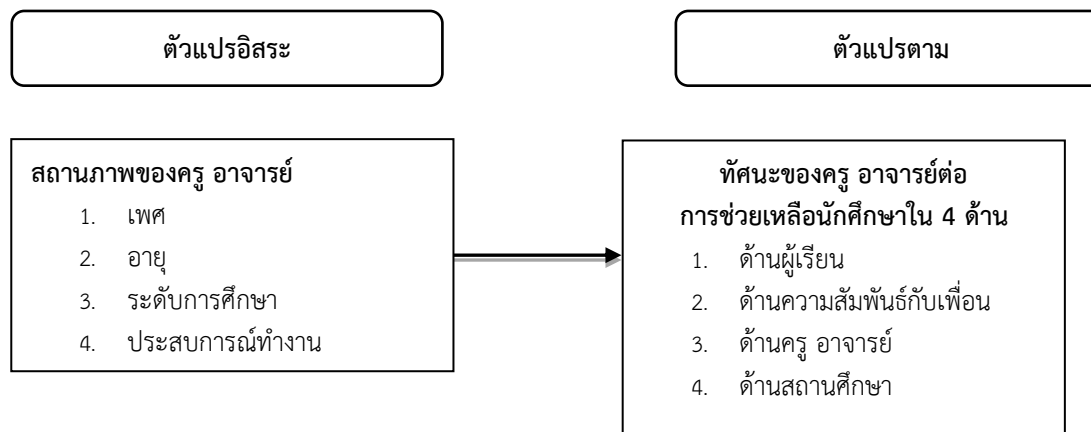 ตัวแปรอิสระ
ตัวแปรตาม
สถานภาพของครู อาจารย์
1. เพศ
2. อายุ
3. ระดับการศึกษา
4. ประสบการณ์ทำงาน
ทัศนะของครู อาจารย์ต่อ
การช่วยเหลือนักศึกษาใน 4 ด้าน
1. ด้านผู้เรียน
2. ด้านความสัมพันธ์กับเพื่อน
3. ด้านครู อาจารย์
4. ด้านสถานศึกษา